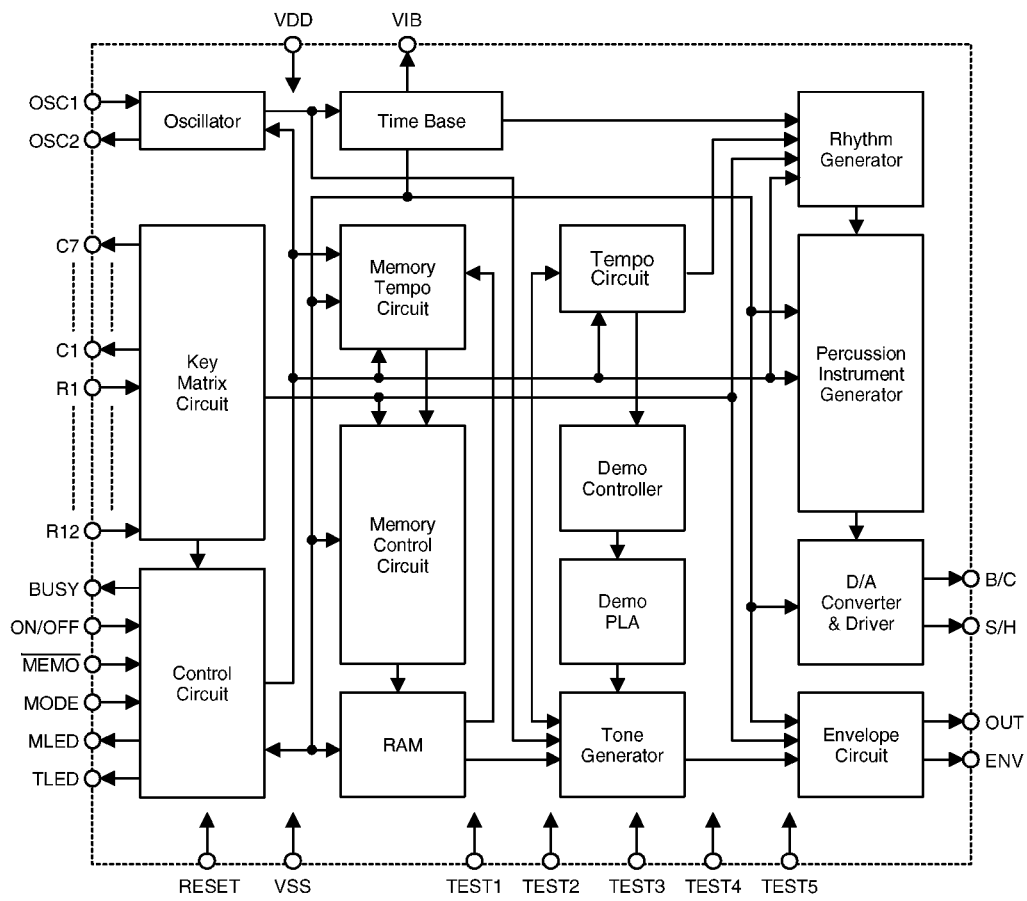 VDD
VIB
OSC1
OSC2
Oscillator
Time Base
Rhythm
Generator
C7
C1
R1
R12
Key
Matrix
Circuit
Memory
Tempo
Circuit
Tempo
Circuit
Percussion
Instrument
Generator
Memory
Control
Circuit
Demo
Controller
Demo
PLA
D/A
Converter
& Driver
B/C
S/H
BUSY
ON/OFF
MEMO
MODE
MLED
TLED
Control
Circuit
RAM
Tone
Generator
Envelope
Circuit
OUT
ENV
RESET
VSS
TEST1
TEST2
TEST3
TEST4
TEST5